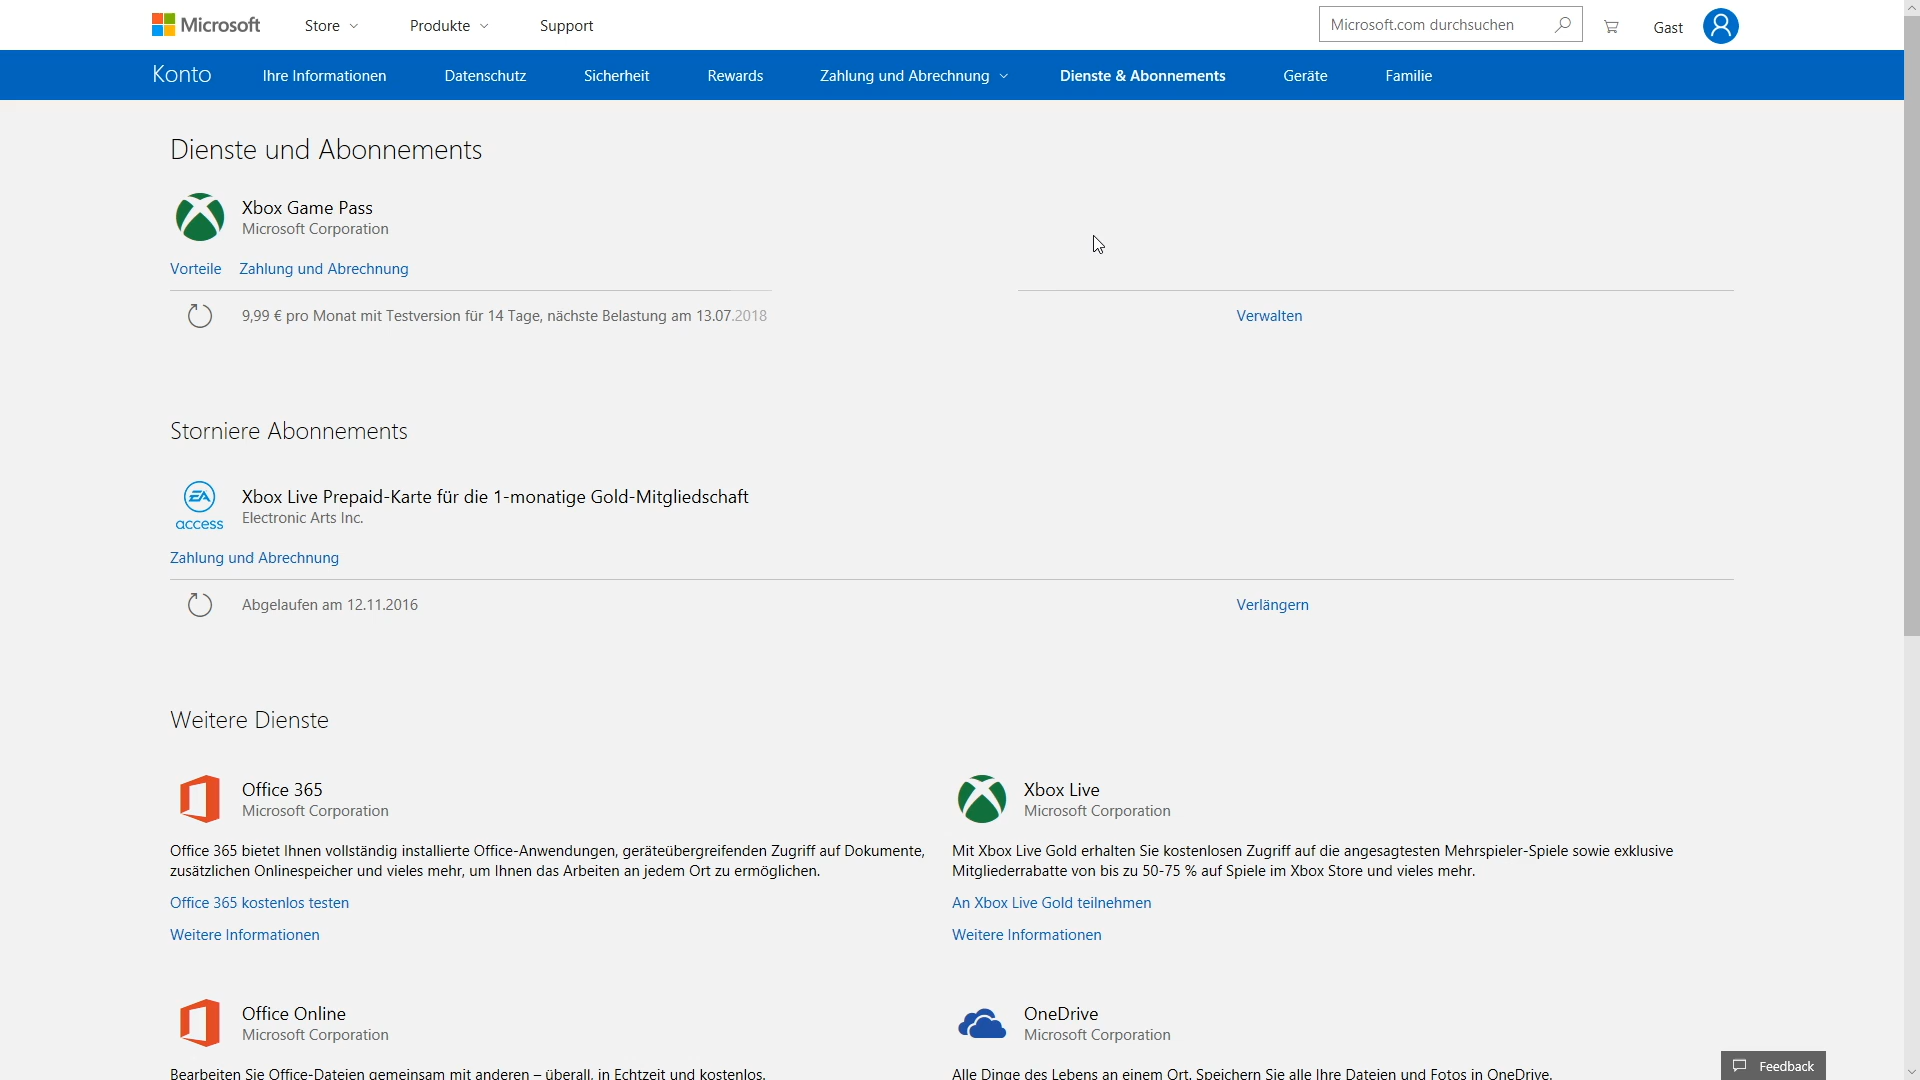 Microsoft Store Produkte Support Microsoft.com durchsuchen Gast
Konto Ihre Informationen Datenschutz Sicherheit Rewards Zahlung und Abrechnung Dienste & Abonnements Geräte Familie
Dienste und Abonnements
Xbox Game Pass
Microsoft Corporation
Vorteile Zahlung und Abrechnung
9,99 € pro Monat mit Testversion für 14 Tage, nächste Belastung am 13.07.2018 Verwalten
Storniere Abonnements
EA access
Xbox Live Prepaid-Karte für die 1-monatige Gold-Mitgliedschaft
Electronic Arts Inc.
Zahlung und Abrechnung
Abgelaufen am 12.11.2016 Verlängern
Weitere Dienste
Office 365
Microsoft Corporation
Office 365 bietet Ihnen vollständig installierte Office-Anwendungen, geräteübergreifenden Zugriff auf Dokumente,
zusätzlichen Onlinespeicher und vieles mehr, um Ihnen das Arbeiten an jedem Ort zu ermöglichen.
Office 365 kostenlos testen
Weitere Informationen
Xbox Live
Microsoft Corporation
Mit Xbox Live Gold erhalten Sie kostenlosen Zugriff auf die angesagtesten Mehrspieler-Spiele sowie exklusive
Mitgliederrabatte von bis zu 50-75 % auf Spiele im Xbox Store und vieles mehr.
An Xbox Live Gold teilnehmen
Weitere Informationen
Office Online
Microsoft Corporation
Bearbeiten Sie Office-Dateien gemeinsam mit anderen – überall, in Echtzeit und kostenlos.
OneDrive
Microsoft Corporation
Alle Dinge des Lebens an einem Ort. Speichern Sie alle Ihre Dateien und Fotos in OneDrive.
Feedback